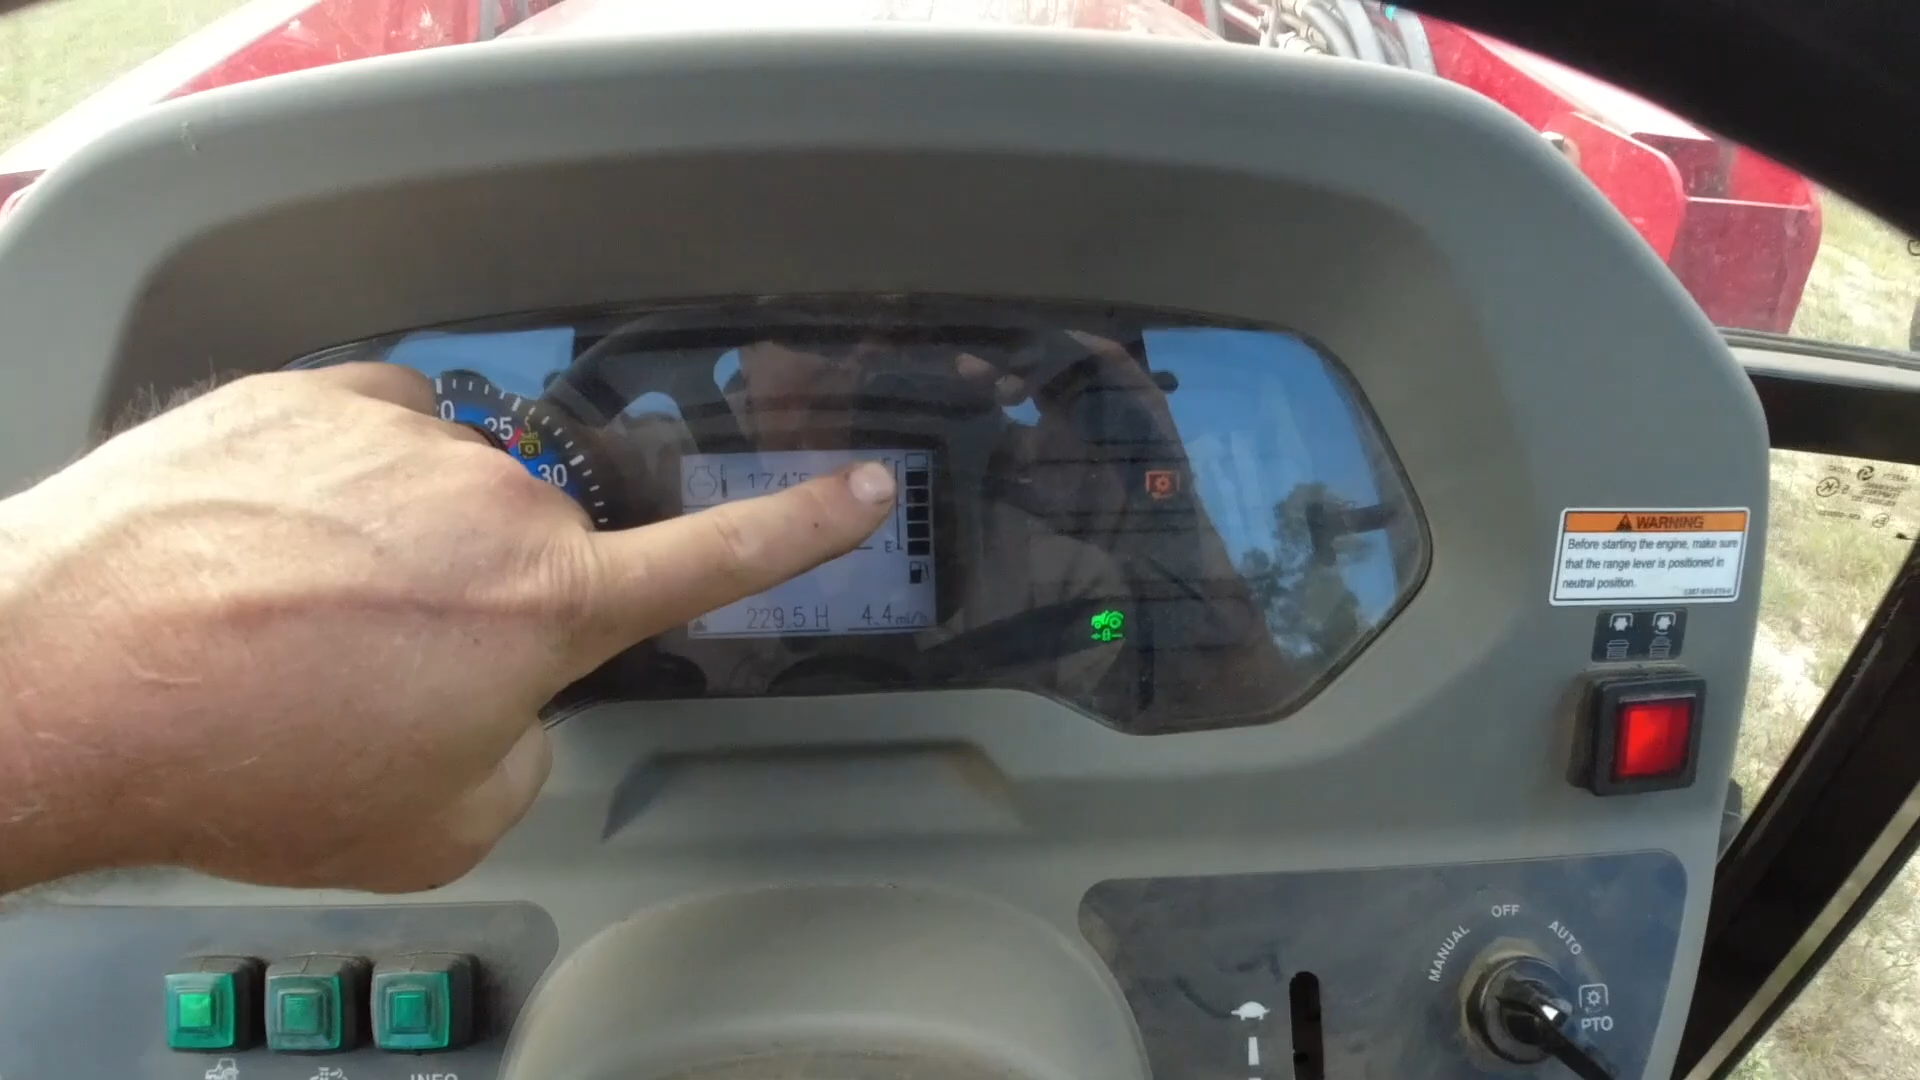 25
30
174°F
E
229.5 H
4.4 mi/h
WARNING
Before starting the engine, make sure
that the range lever is positioned in
neutral position.
OFF
MANUAL
AUTO
PTO
INFO